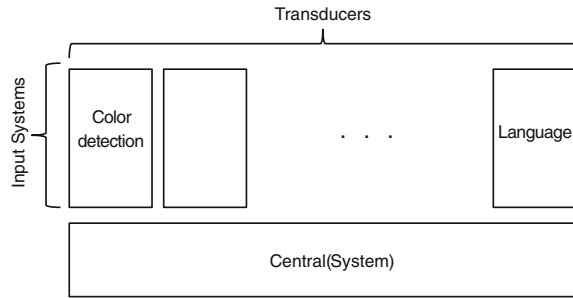 Transducers
Input Systems
Color
detection
. . .
Language
Central(System)